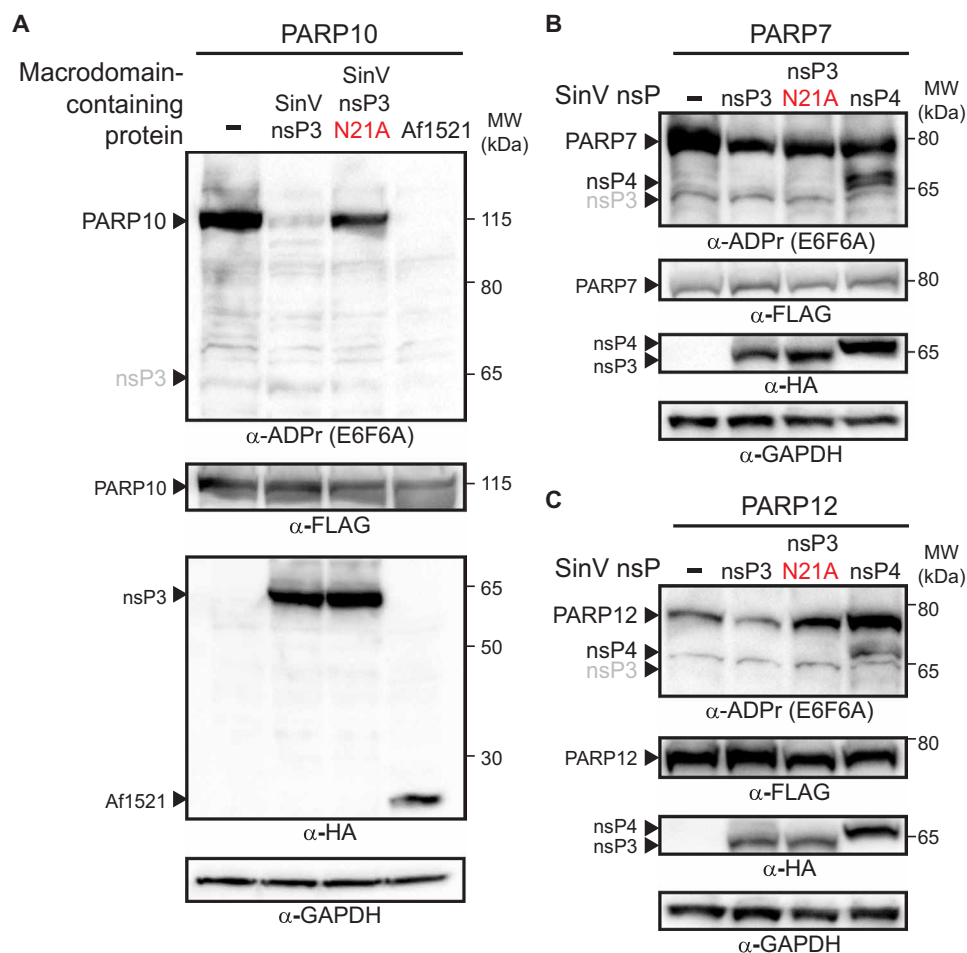 A
PARP10
Macrodomain-
containing
protein
–
SinV
nsP3
SinV
nsP3
N21A
Af1521
MW
(kDa)
PARP10
115
80
nsP3
65
α-ADPr (E6F6A)
PARP10
115
α-FLAG
nsP3
65
50
30
Af1521
α-HA
α-GAPDH
B
PARP7
SinV nsP
–
nsP3
nsP3
N21A
nsP4
MW
(kDa)
PARP7
80
nsP4
65
nsP3
α-ADPr (E6F6A)
PARP7
80
α-FLAG
nsP4
nsP3
65
α-HA
α-GAPDH
C
PARP12
SinV nsP
–
nsP3
nsP3
N21A
nsP4
MW
(kDa)
PARP12
80
nsP4
nsP3
65
α-ADPr (E6F6A)
PARP12
80
α-FLAG
nsP4
nsP3
65
α-HA
α-GAPDH